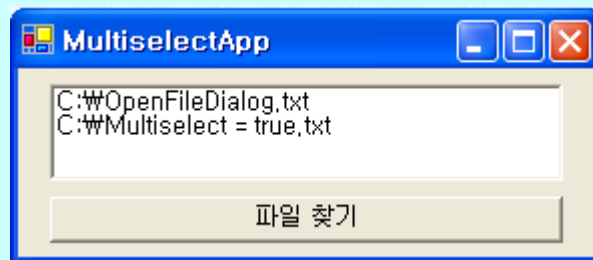 MultiselectApp
C:₩OpenFileDialog.txt
C:₩Multiselect = true.txt
파일 찾기